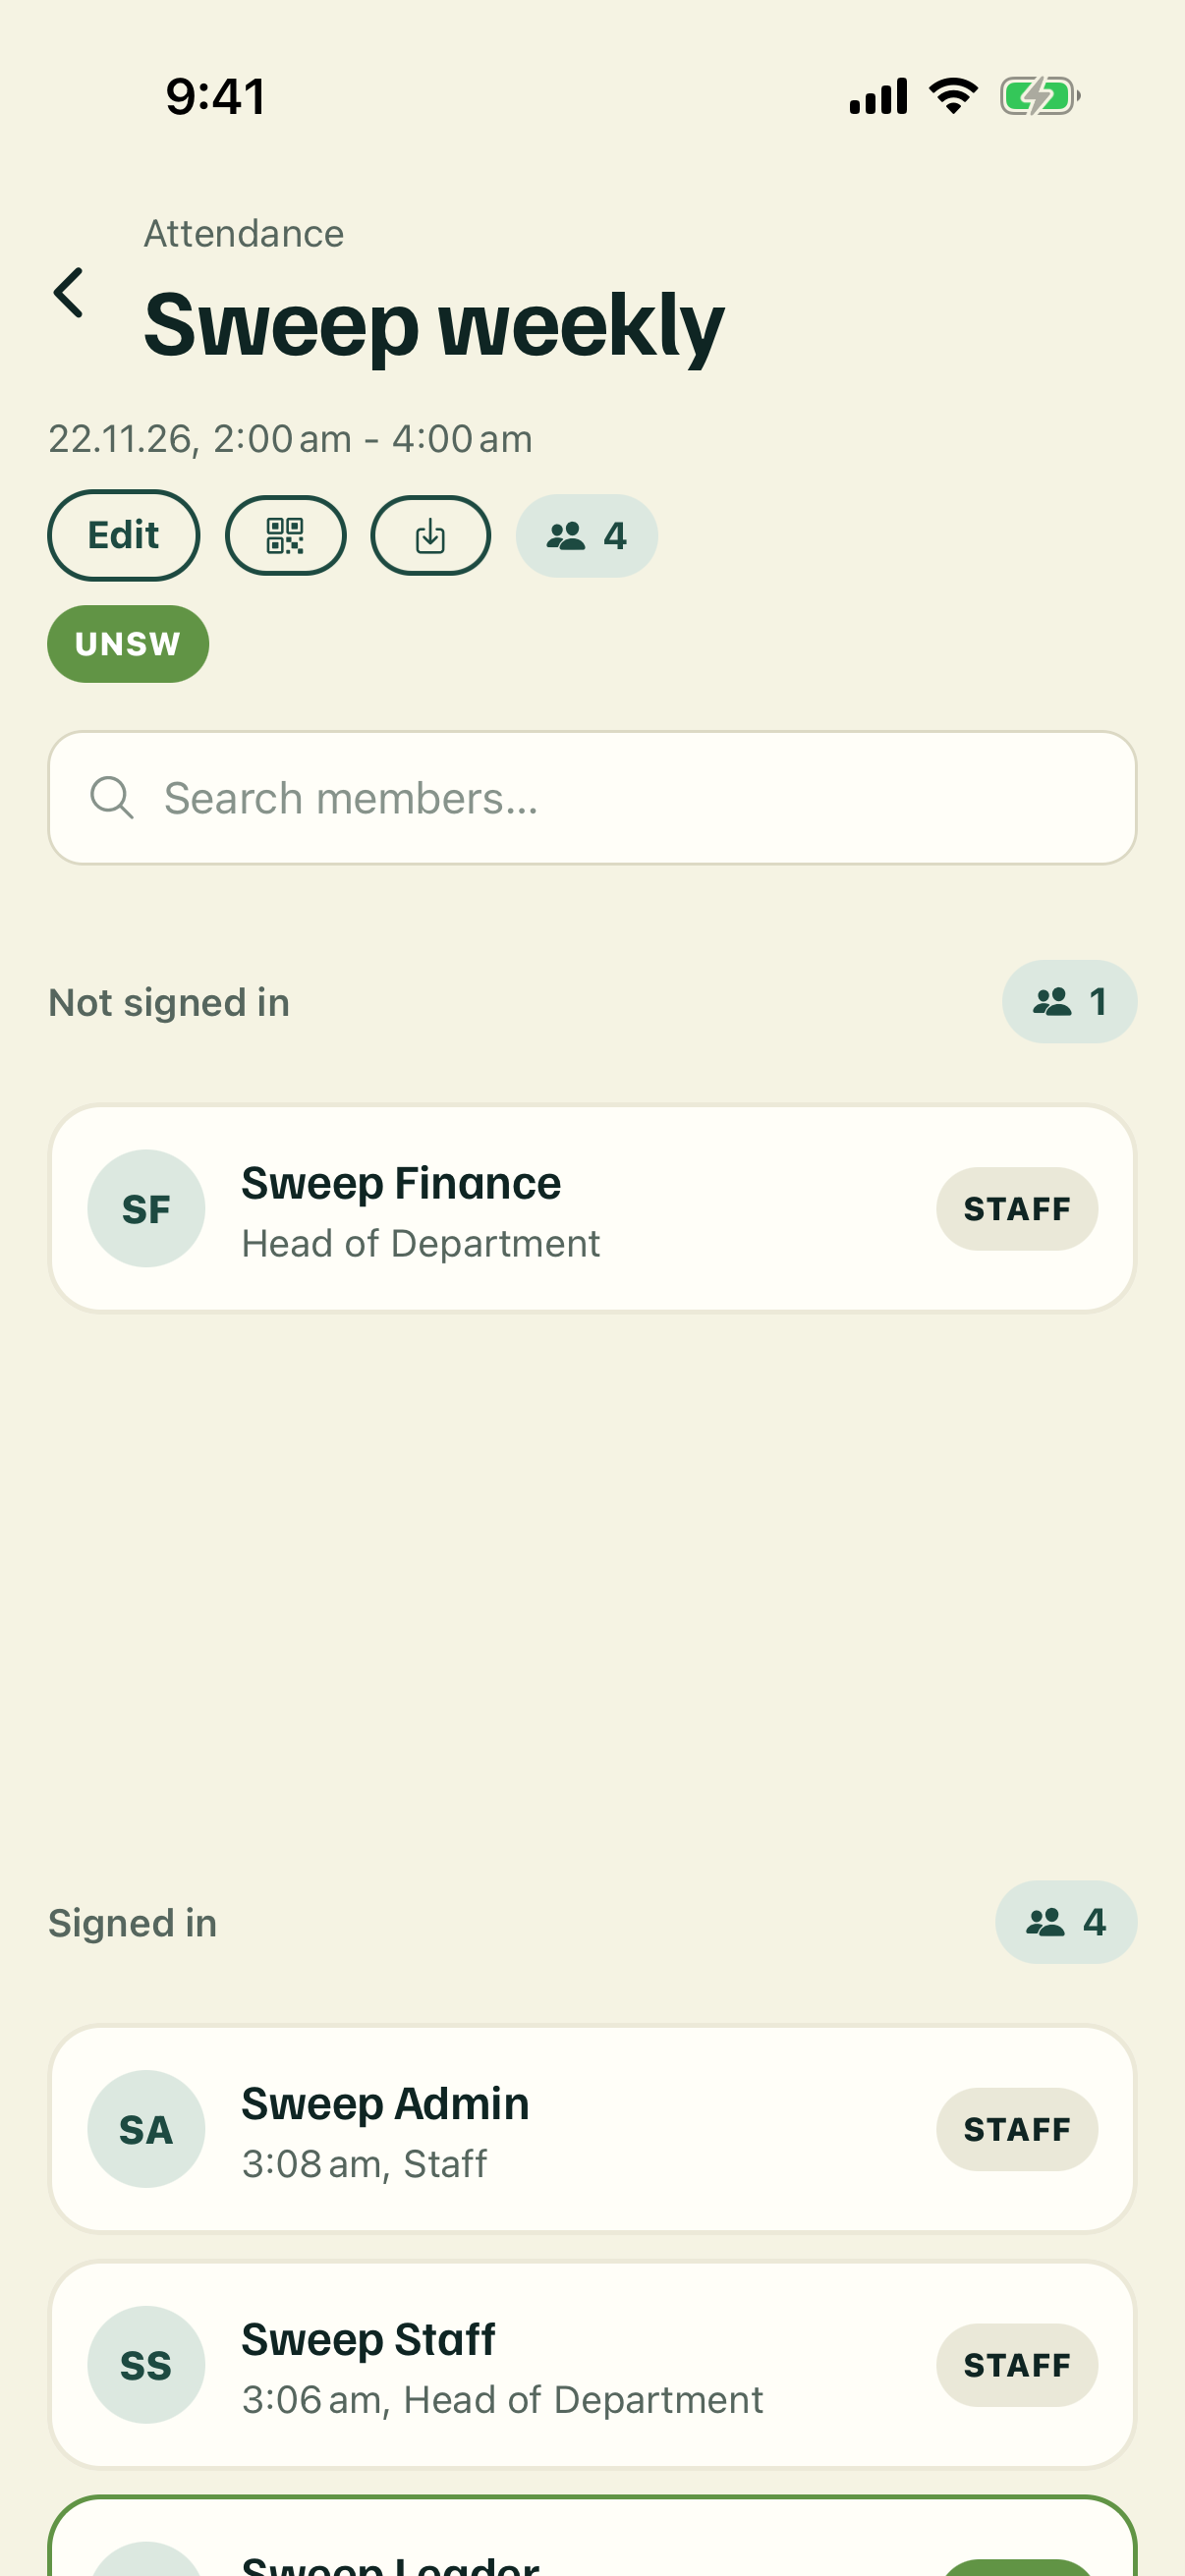 9:41
Attendance
Sweep weekly
22.11.26, 2:00 am - 4:00 am
Edit
4
UNSW
Search members...
Not signed in
1
SF
Sweep Finance
Head of Department
STAFF
Signed in
4
SA
Sweep Admin
3:08 am, Staff
STAFF
SS
Sweep Staff
3:06 am, Head of Department
STAFF
Sweep Leader